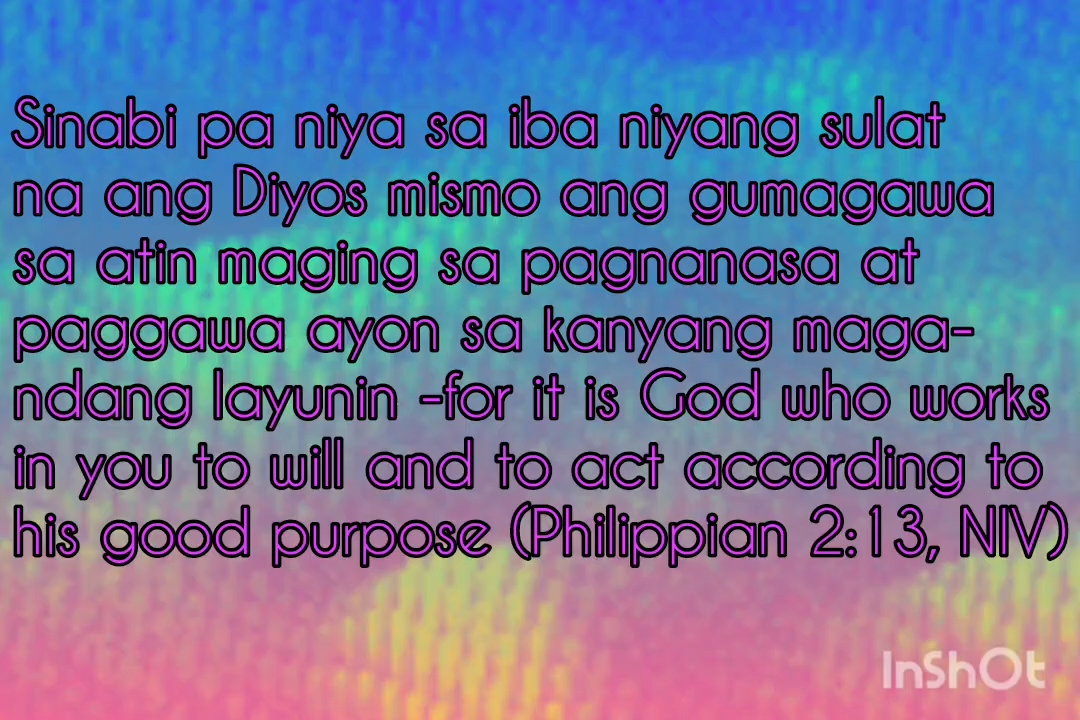 Sinabi pa niya sa iba niyang sulat
na ang Diyos mismo ang gumagawa
sa atin maging sa pagnanasa at
paggawa ayon sa kanyang maga-
ndang layunin -for it is God who works
in you to will and to act according to
his good purpose (Philippian 2:13, NIV)
InShOt